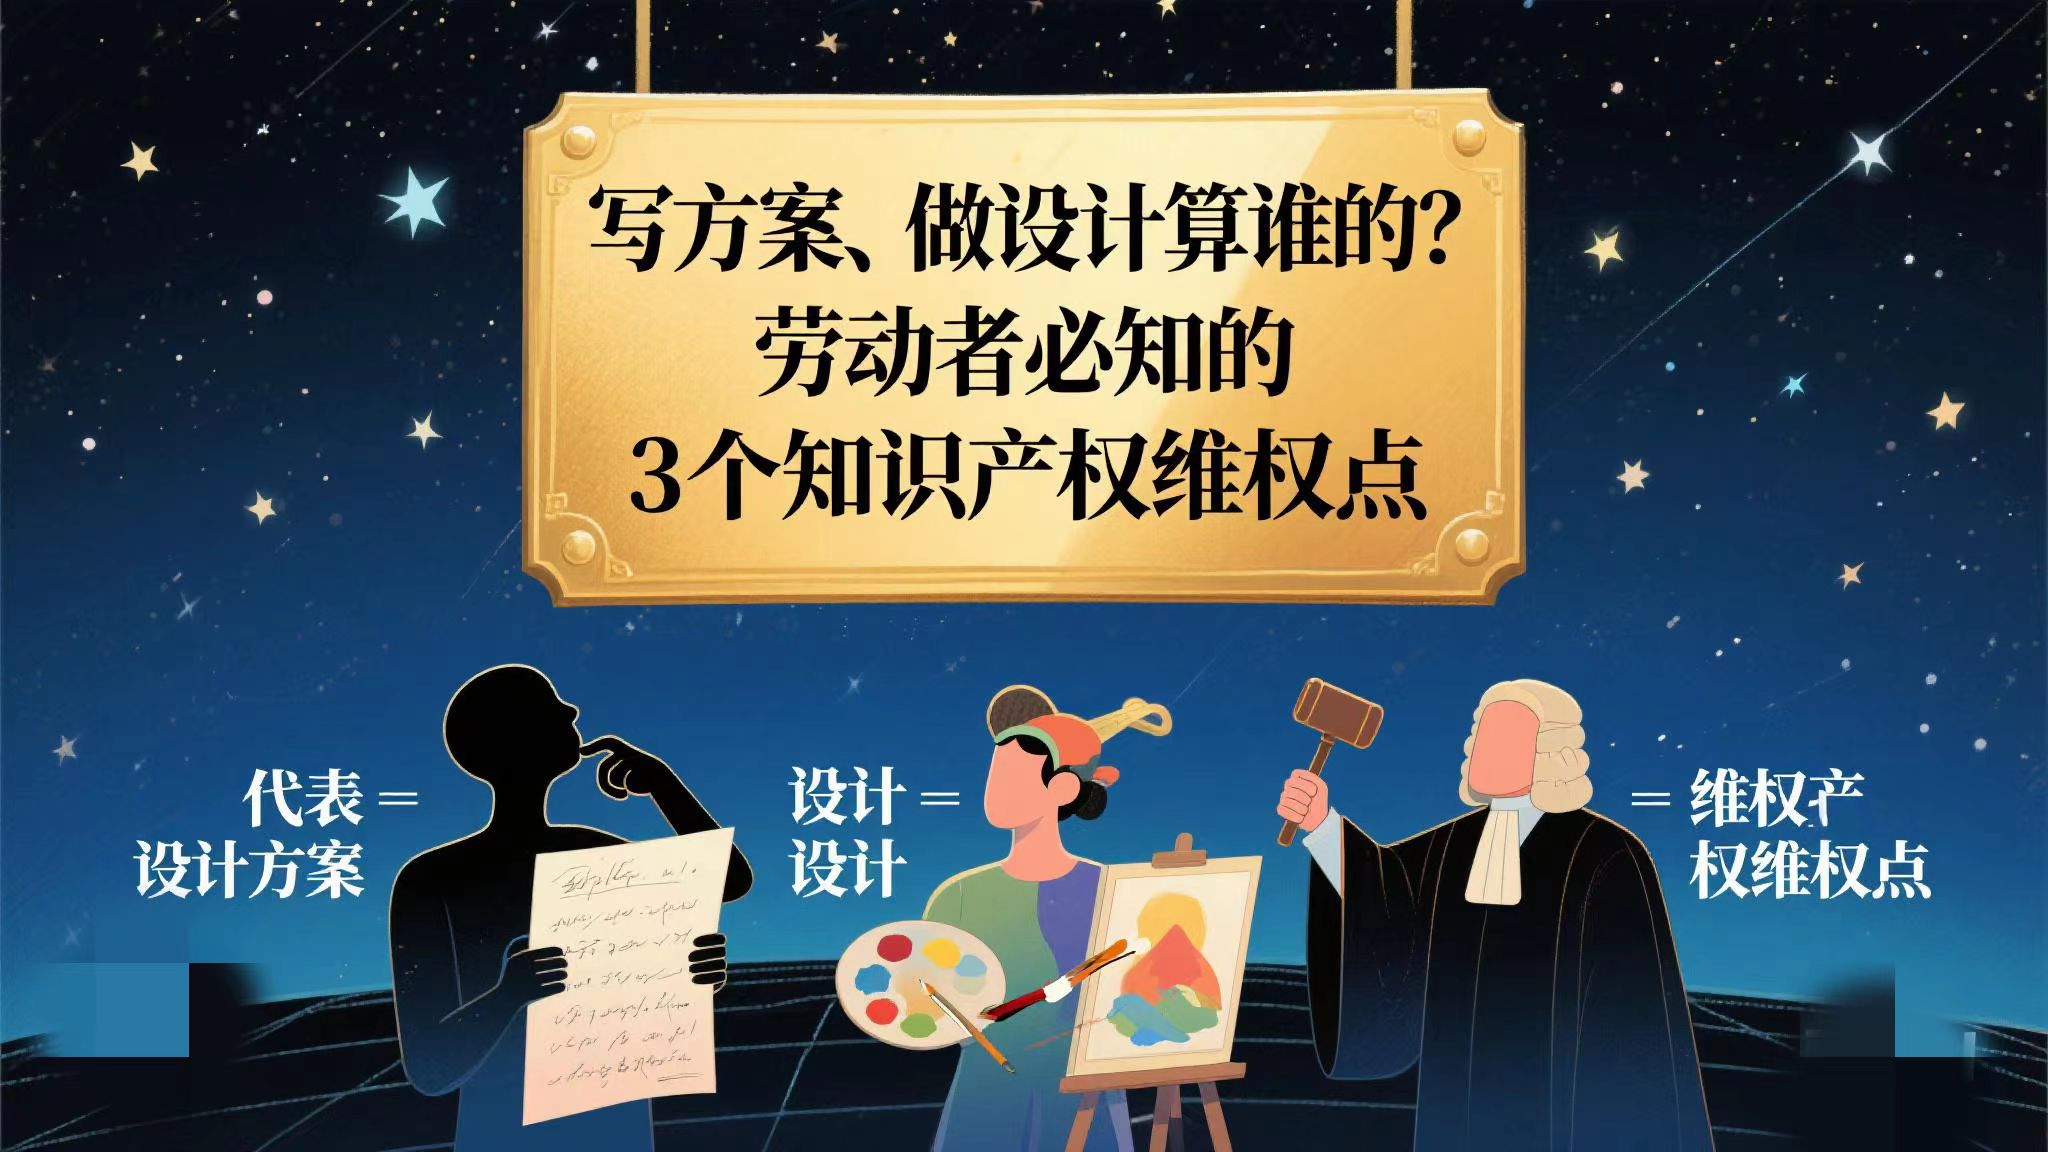 写方案、做设计算谁的?
劳动者必知的
3个知识产权维权点
代表=
设计方案
设计=
设计
=维权产
权维权点